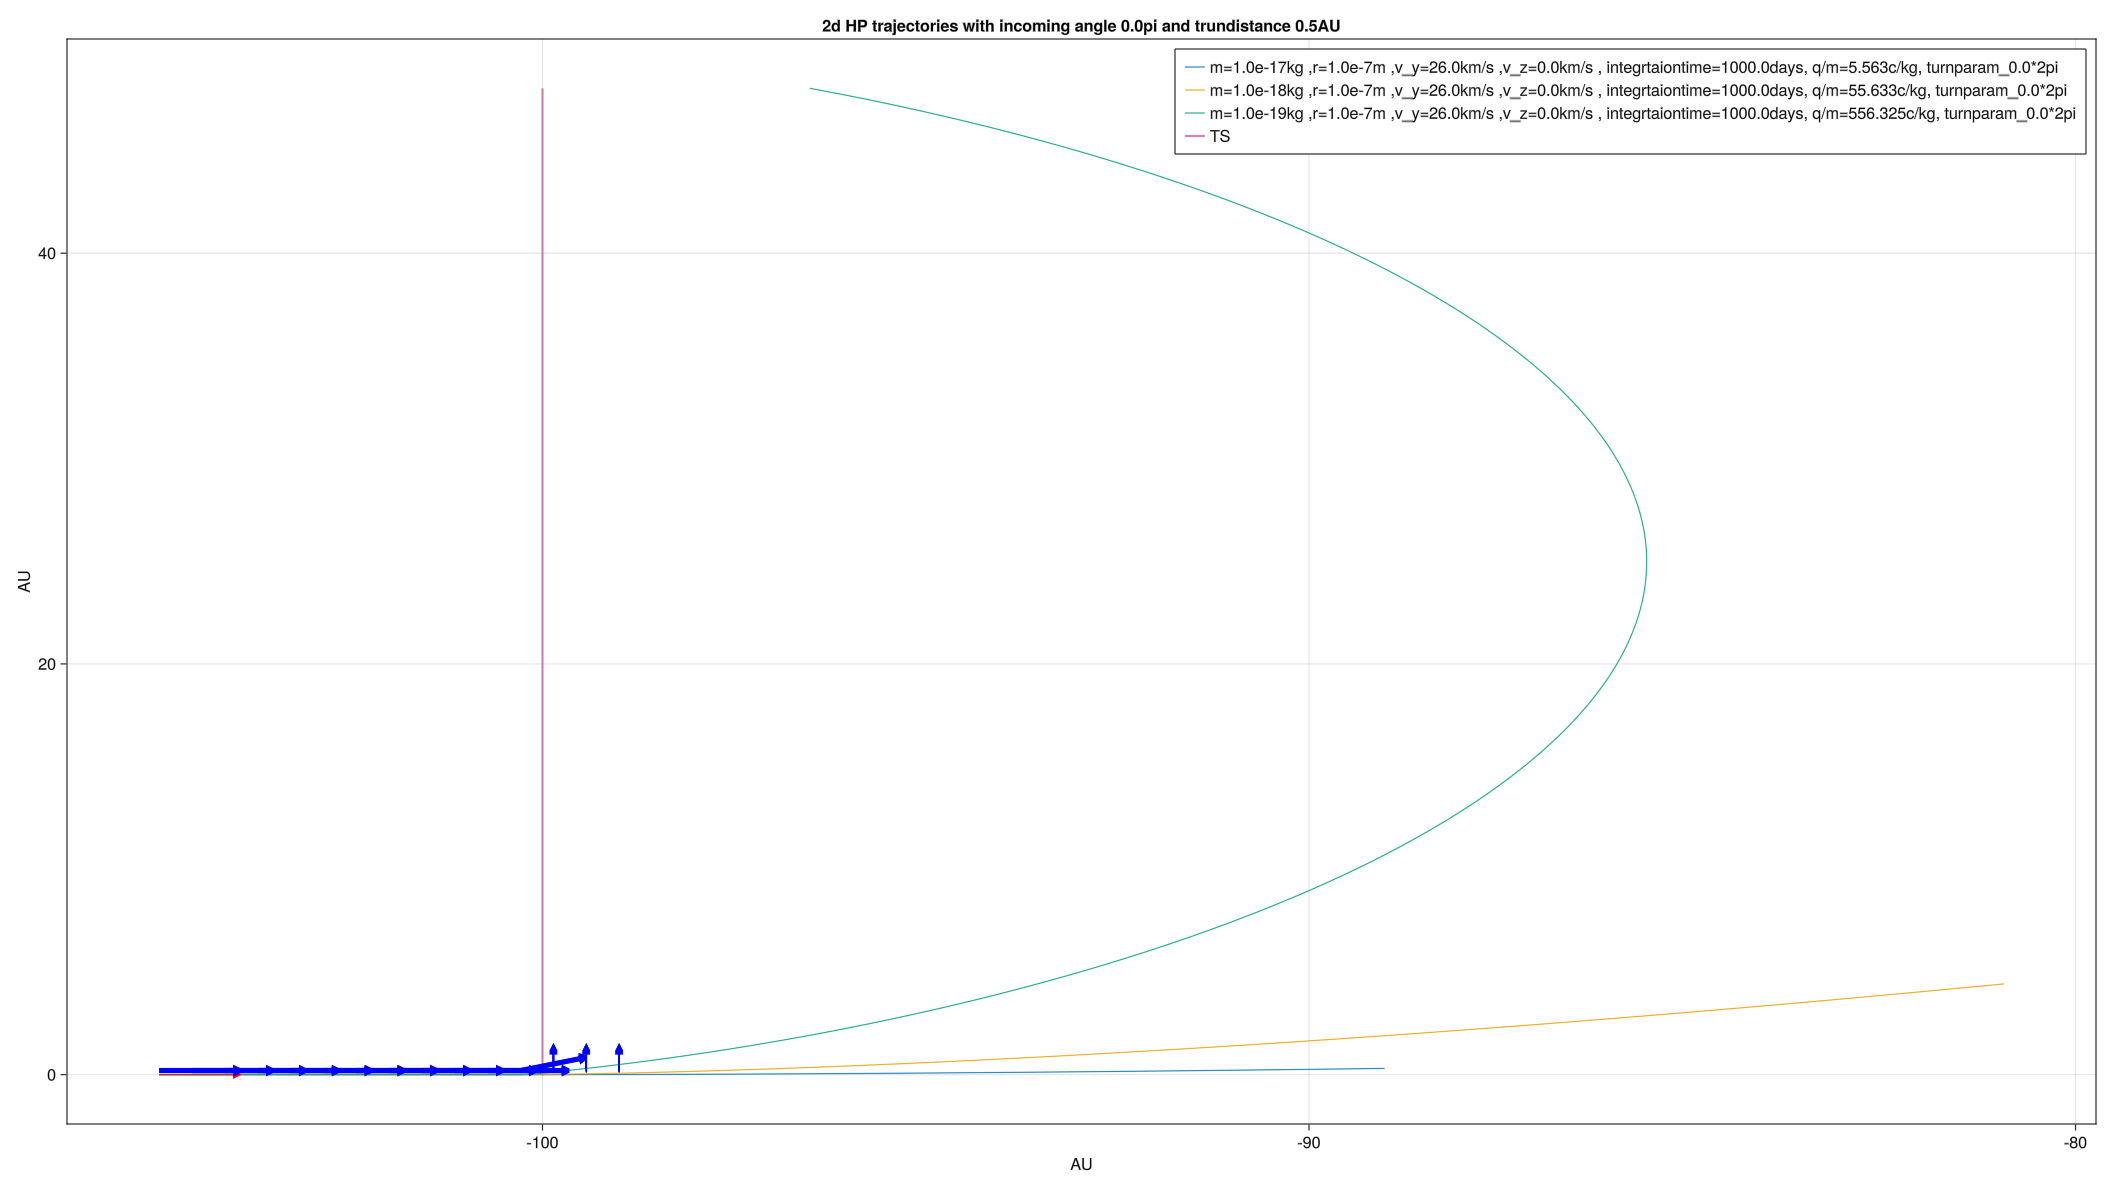 2d HP trajectories with incoming angle 0.0pi and trundistance 0.5AU
m=1.0e-17kg ,r=1.0e-7m ,v_y=26.0km/s ,v_z=0.0km/s , integrtaiontime=1000.0days, q/m=5.563c/kg, turnparam_0.0*2pi
m=1.0e-18kg ,r=1.0e-7m ,v_y=26.0km/s ,v_z=0.0km/s , integrtaiontime=1000.0days, q/m=55.633c/kg, turnparam_0.0*2pi
m=1.0e-19kg ,r=1.0e-7m ,v_y=26.0km/s ,v_z=0.0km/s , integrtaiontime=1000.0days, q/m=556.325c/kg, turnparam_0.0*2pi
TS
40
20
0
AU
-100
-90
-80
AU